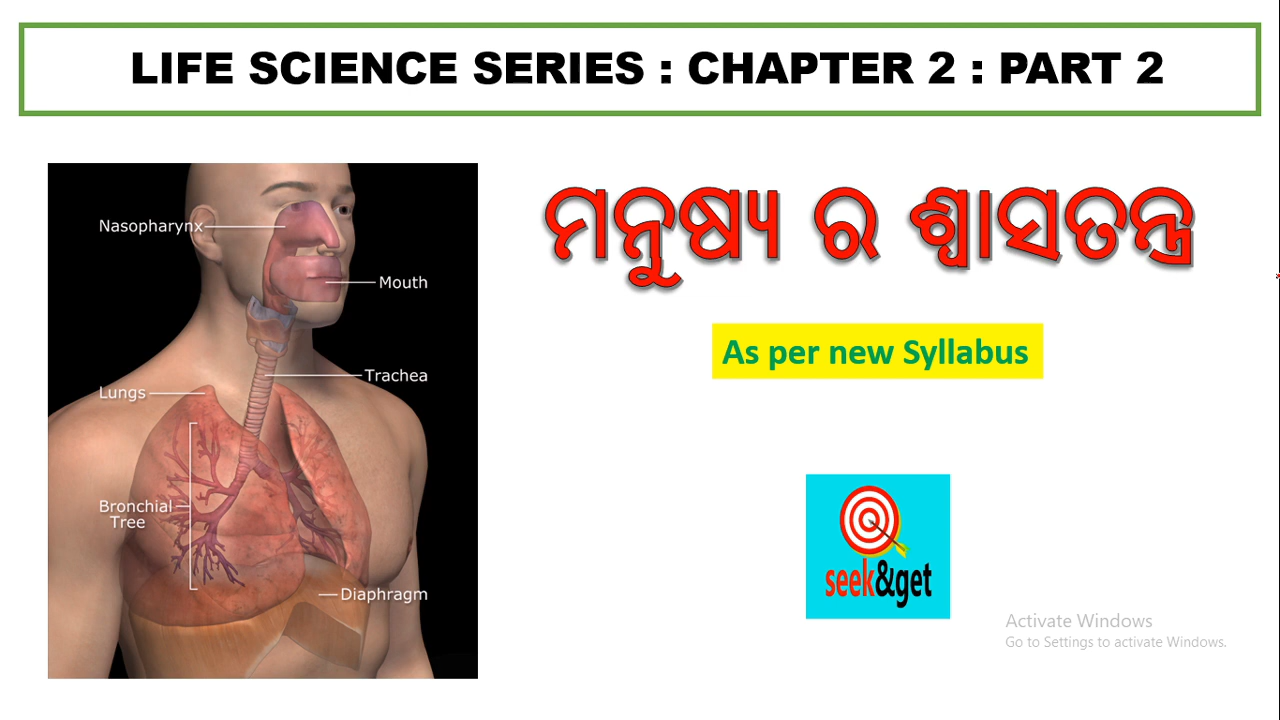 LIFE SCIENCE SERIES : CHAPTER 2 : PART 2
ମନୁଷ୍ୟ ର ଶ୍ୱାସତନ୍ତ୍ର
As per new Syllabus
Nasopharynx
Mouth
Trachea
Lungs
Bronchial
Tree
Diaphragm
seek&get
Activate Windows
Go to Settings to activate Windows.